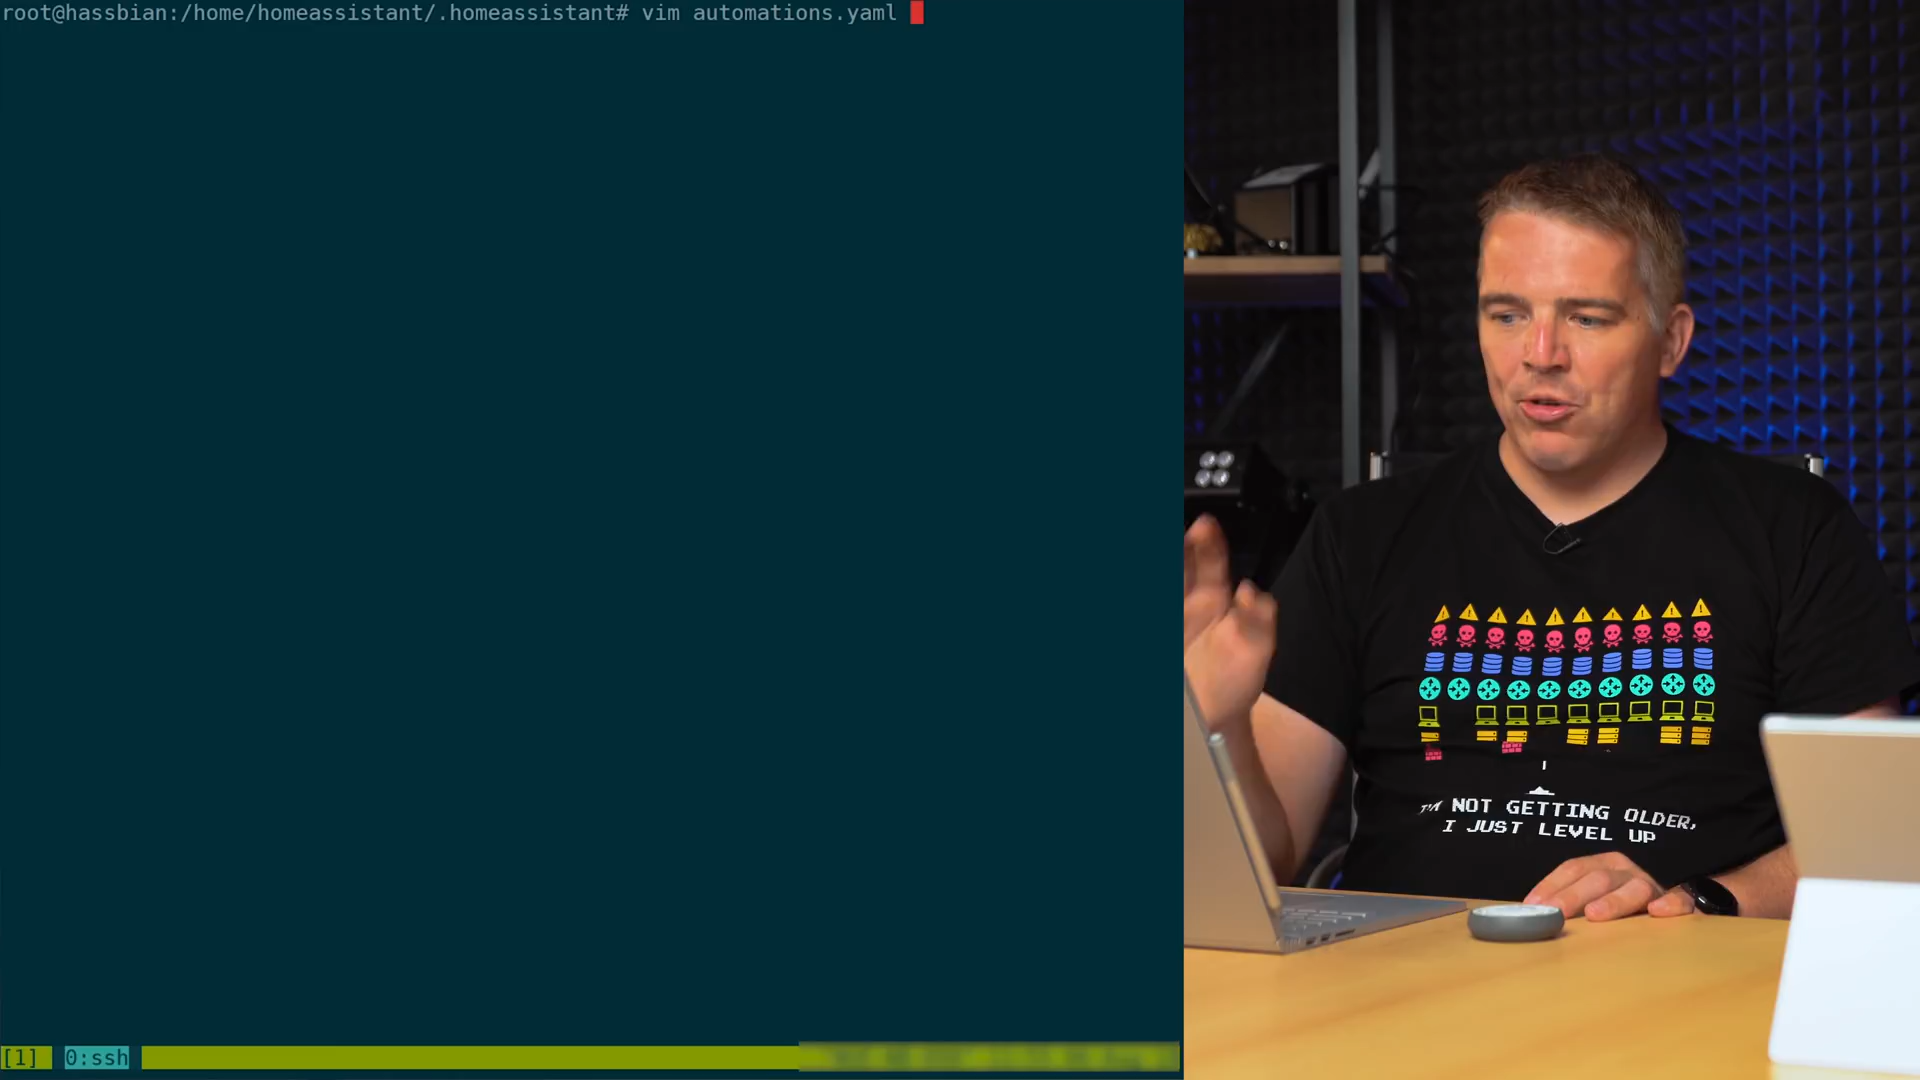 root@hassbian:/home/homeassistant/.homeassistant# vim automations.yaml
I'M NOT GETTING OLDER,
I JUST LEVEL UP
[1] 0:ssh